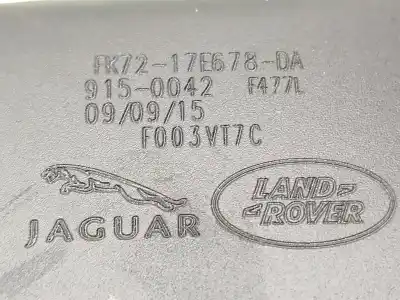 FK72-17E678-DA
915-0042 F477L
09/09/15
F003VT7C
JAGUAR
LAND
ROVER